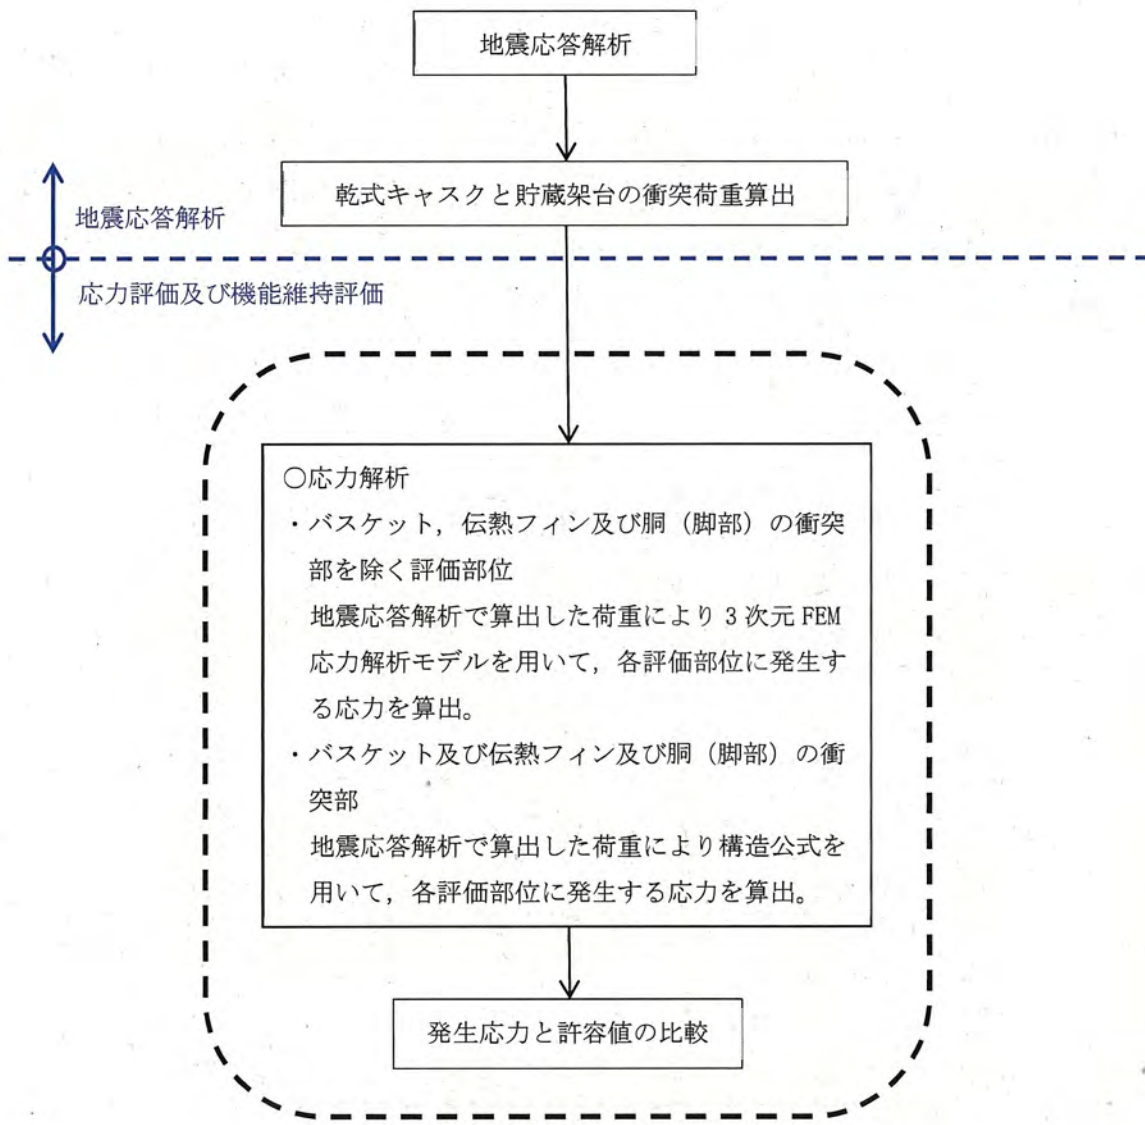 地震応答解析
乾式キャスクと貯蔵架台の衝突荷重算出
地震応答解析
応力評価及び機能維持評価
〇応力解析
・バスケット，伝熱フィン及び胴（脚部）の衝突
部を除く評価部位
地震応答解析で算出した荷重により 3 次元 FEM
応力解析モデルを用いて，各評価部位に発生す
る応力を算出。
・バスケット及び伝熱フィン及び胴（脚部）の衝
突部
地震応答解析で算出した荷重により構造公式を
用いて，各評価部位に発生する応力を算出。
発生応力と許容値の比較